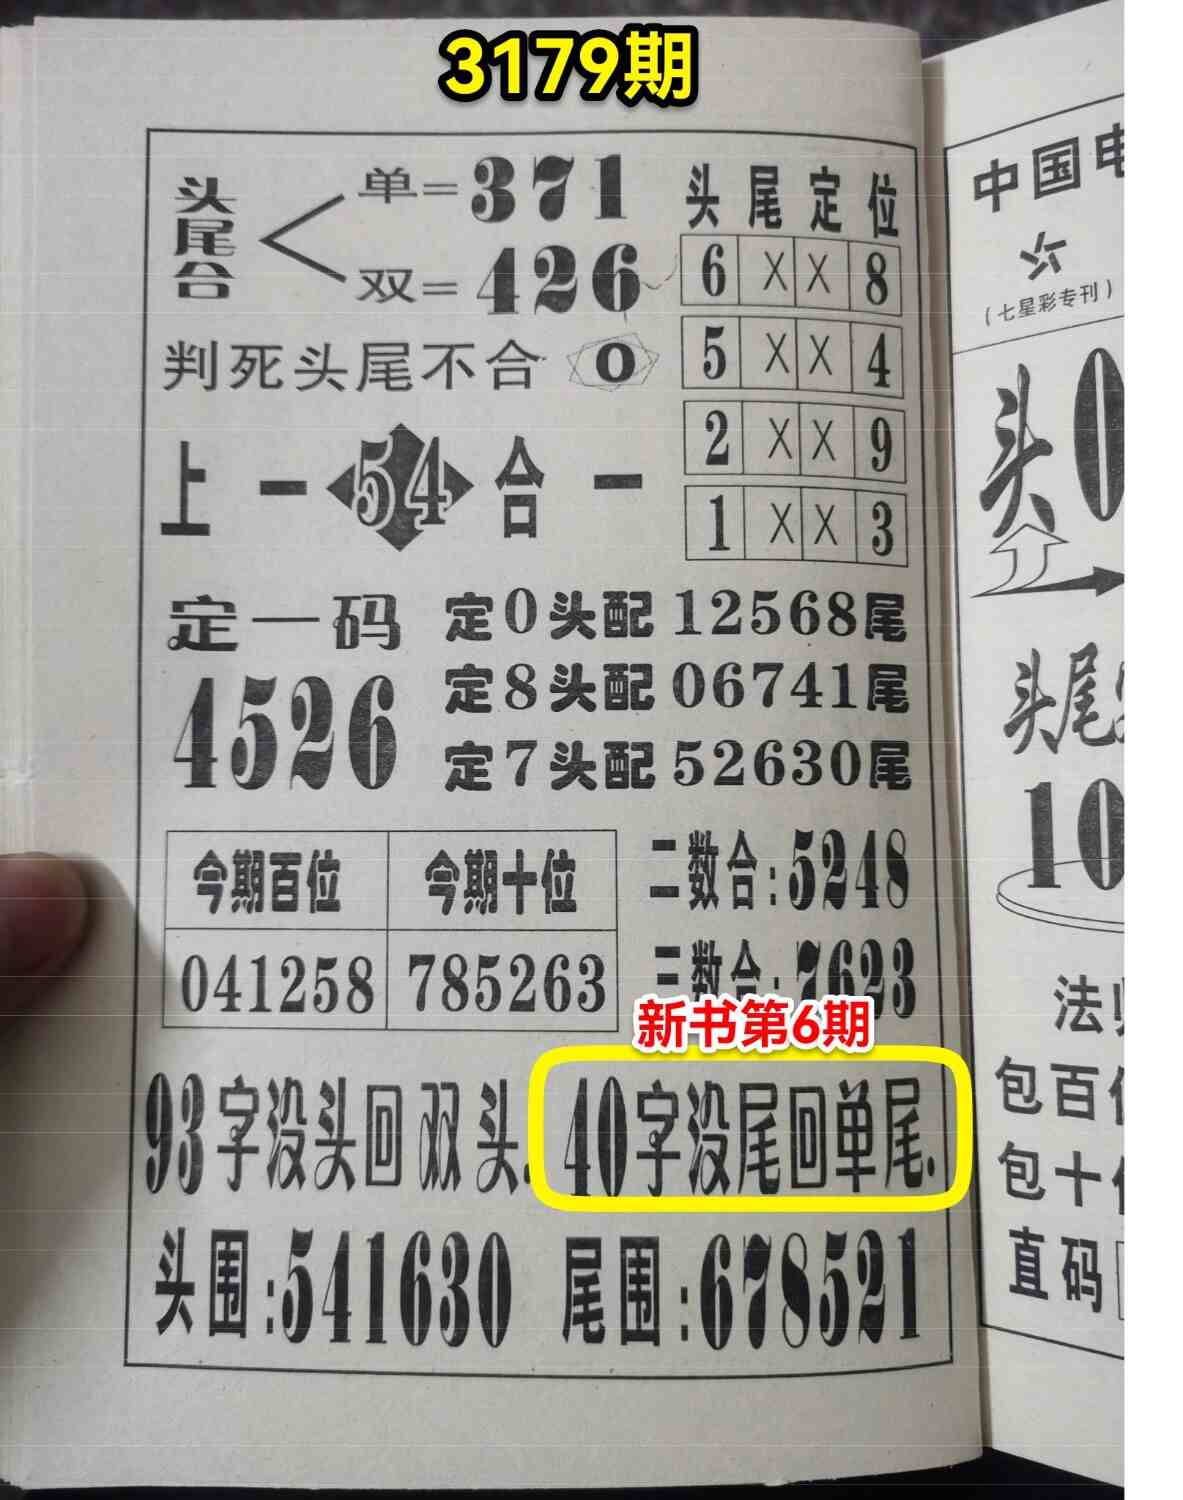 3179期
头尾合
单=371
双=426
判死头尾不合 0
上一54合一
头尾定位
6 X X 8
5 X X 4
2 X X 9
1 X X 3
定一码
4526
定0头配12568尾
定8头配06741尾
定7头配52630尾
今期百位 今期十位
041258 785263
二数合:5248
三数合:7623
新书第6期
93字没头回双头. 40字没尾回单尾.
头围:541630 尾围:678521
中国
(七星彩专刊)
头0
头尾
10
法
包百
包十
直码